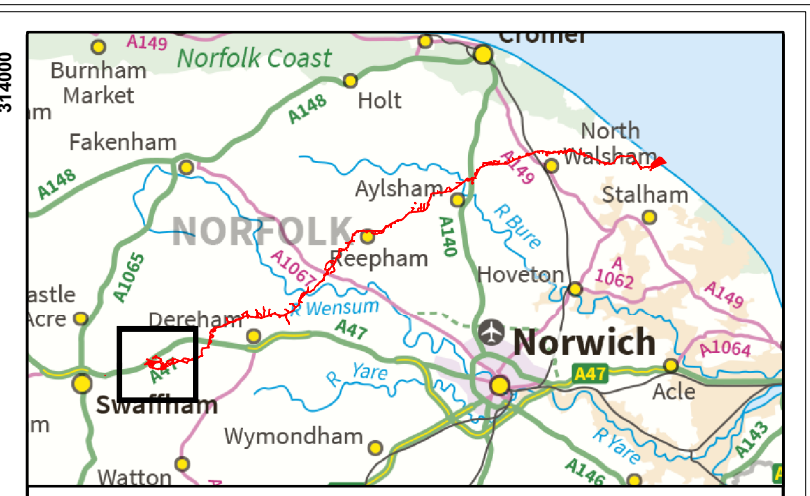 314000
Cromer
A149
Norfolk Coast
Burnham
Market
Holt
A148
am
Fakenham
North
Walsham
A149
A148
Aylsham
Stalham
NORFOLK
R Bure
A140
Reepham
A1067
A1065
Hoveton
A
1062
A149
astle
Acre
Dereham
R Wensum
A47
Norwich
A1064
A47
R Yare
A47
Acle
Swaffham
m
Wymondham
R Yare
A143
Watton
A146
A
A